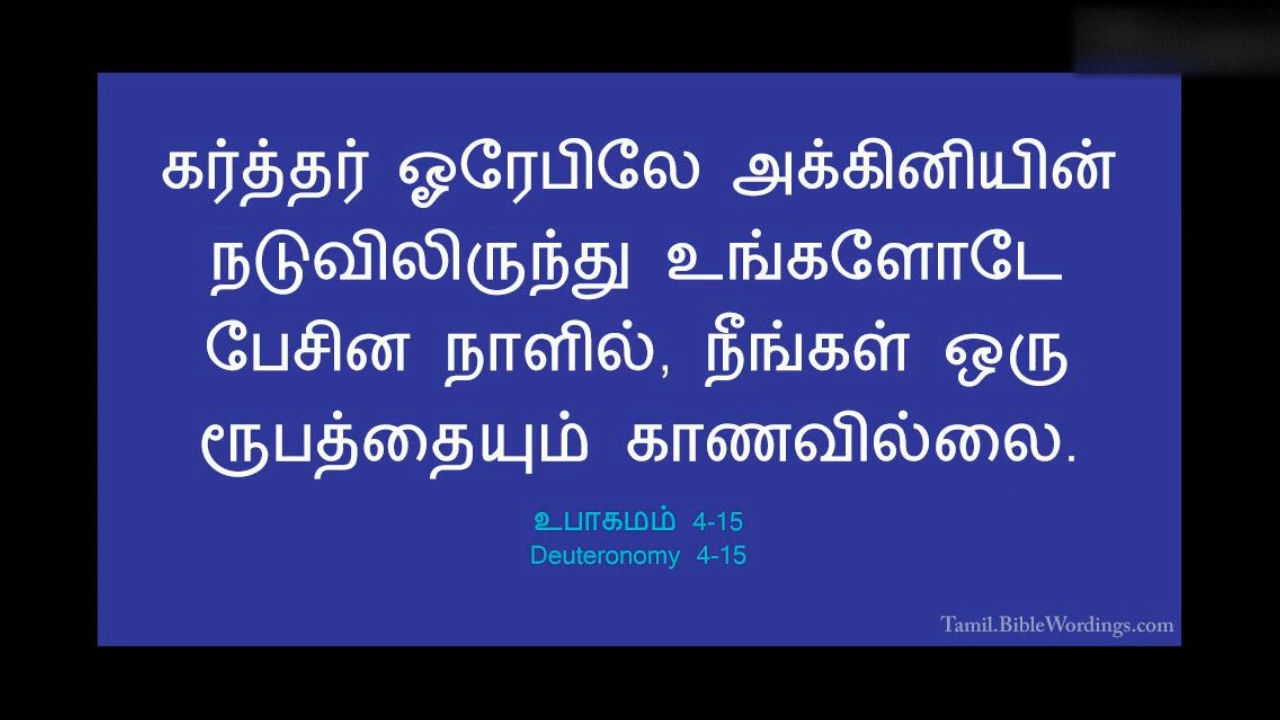 கர்த்தர் ஓரேபிலே அக்கினியின்
நடுவிலிருந்து உங்களோடே
பேசின நாளில், நீங்கள் ஒரு
ரூபத்தையும் காணவில்லை.
உபாகமம் 4-15
Deuteronomy 4-15
Tamil.BibleWordings.com